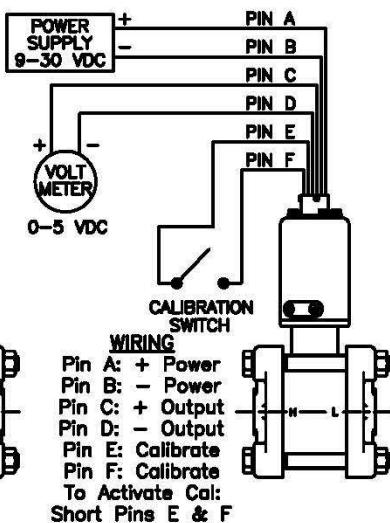 POWER
SUPPLY
9-30 VDC
+
-
PIN A
PIN B
PIN C
PIN D
PIN E
PIN F
+
-
VOLT
METER
0-5 VDC
CALIBRATION
SWITCH
WIRING
Pin A: + Power
Pin B: - Power
Pin C: + Output
Pin D: - Output
Pin E: Calibrate
Pin F: Calibrate
To Activate Cal:
Short Pins E & F
H
L